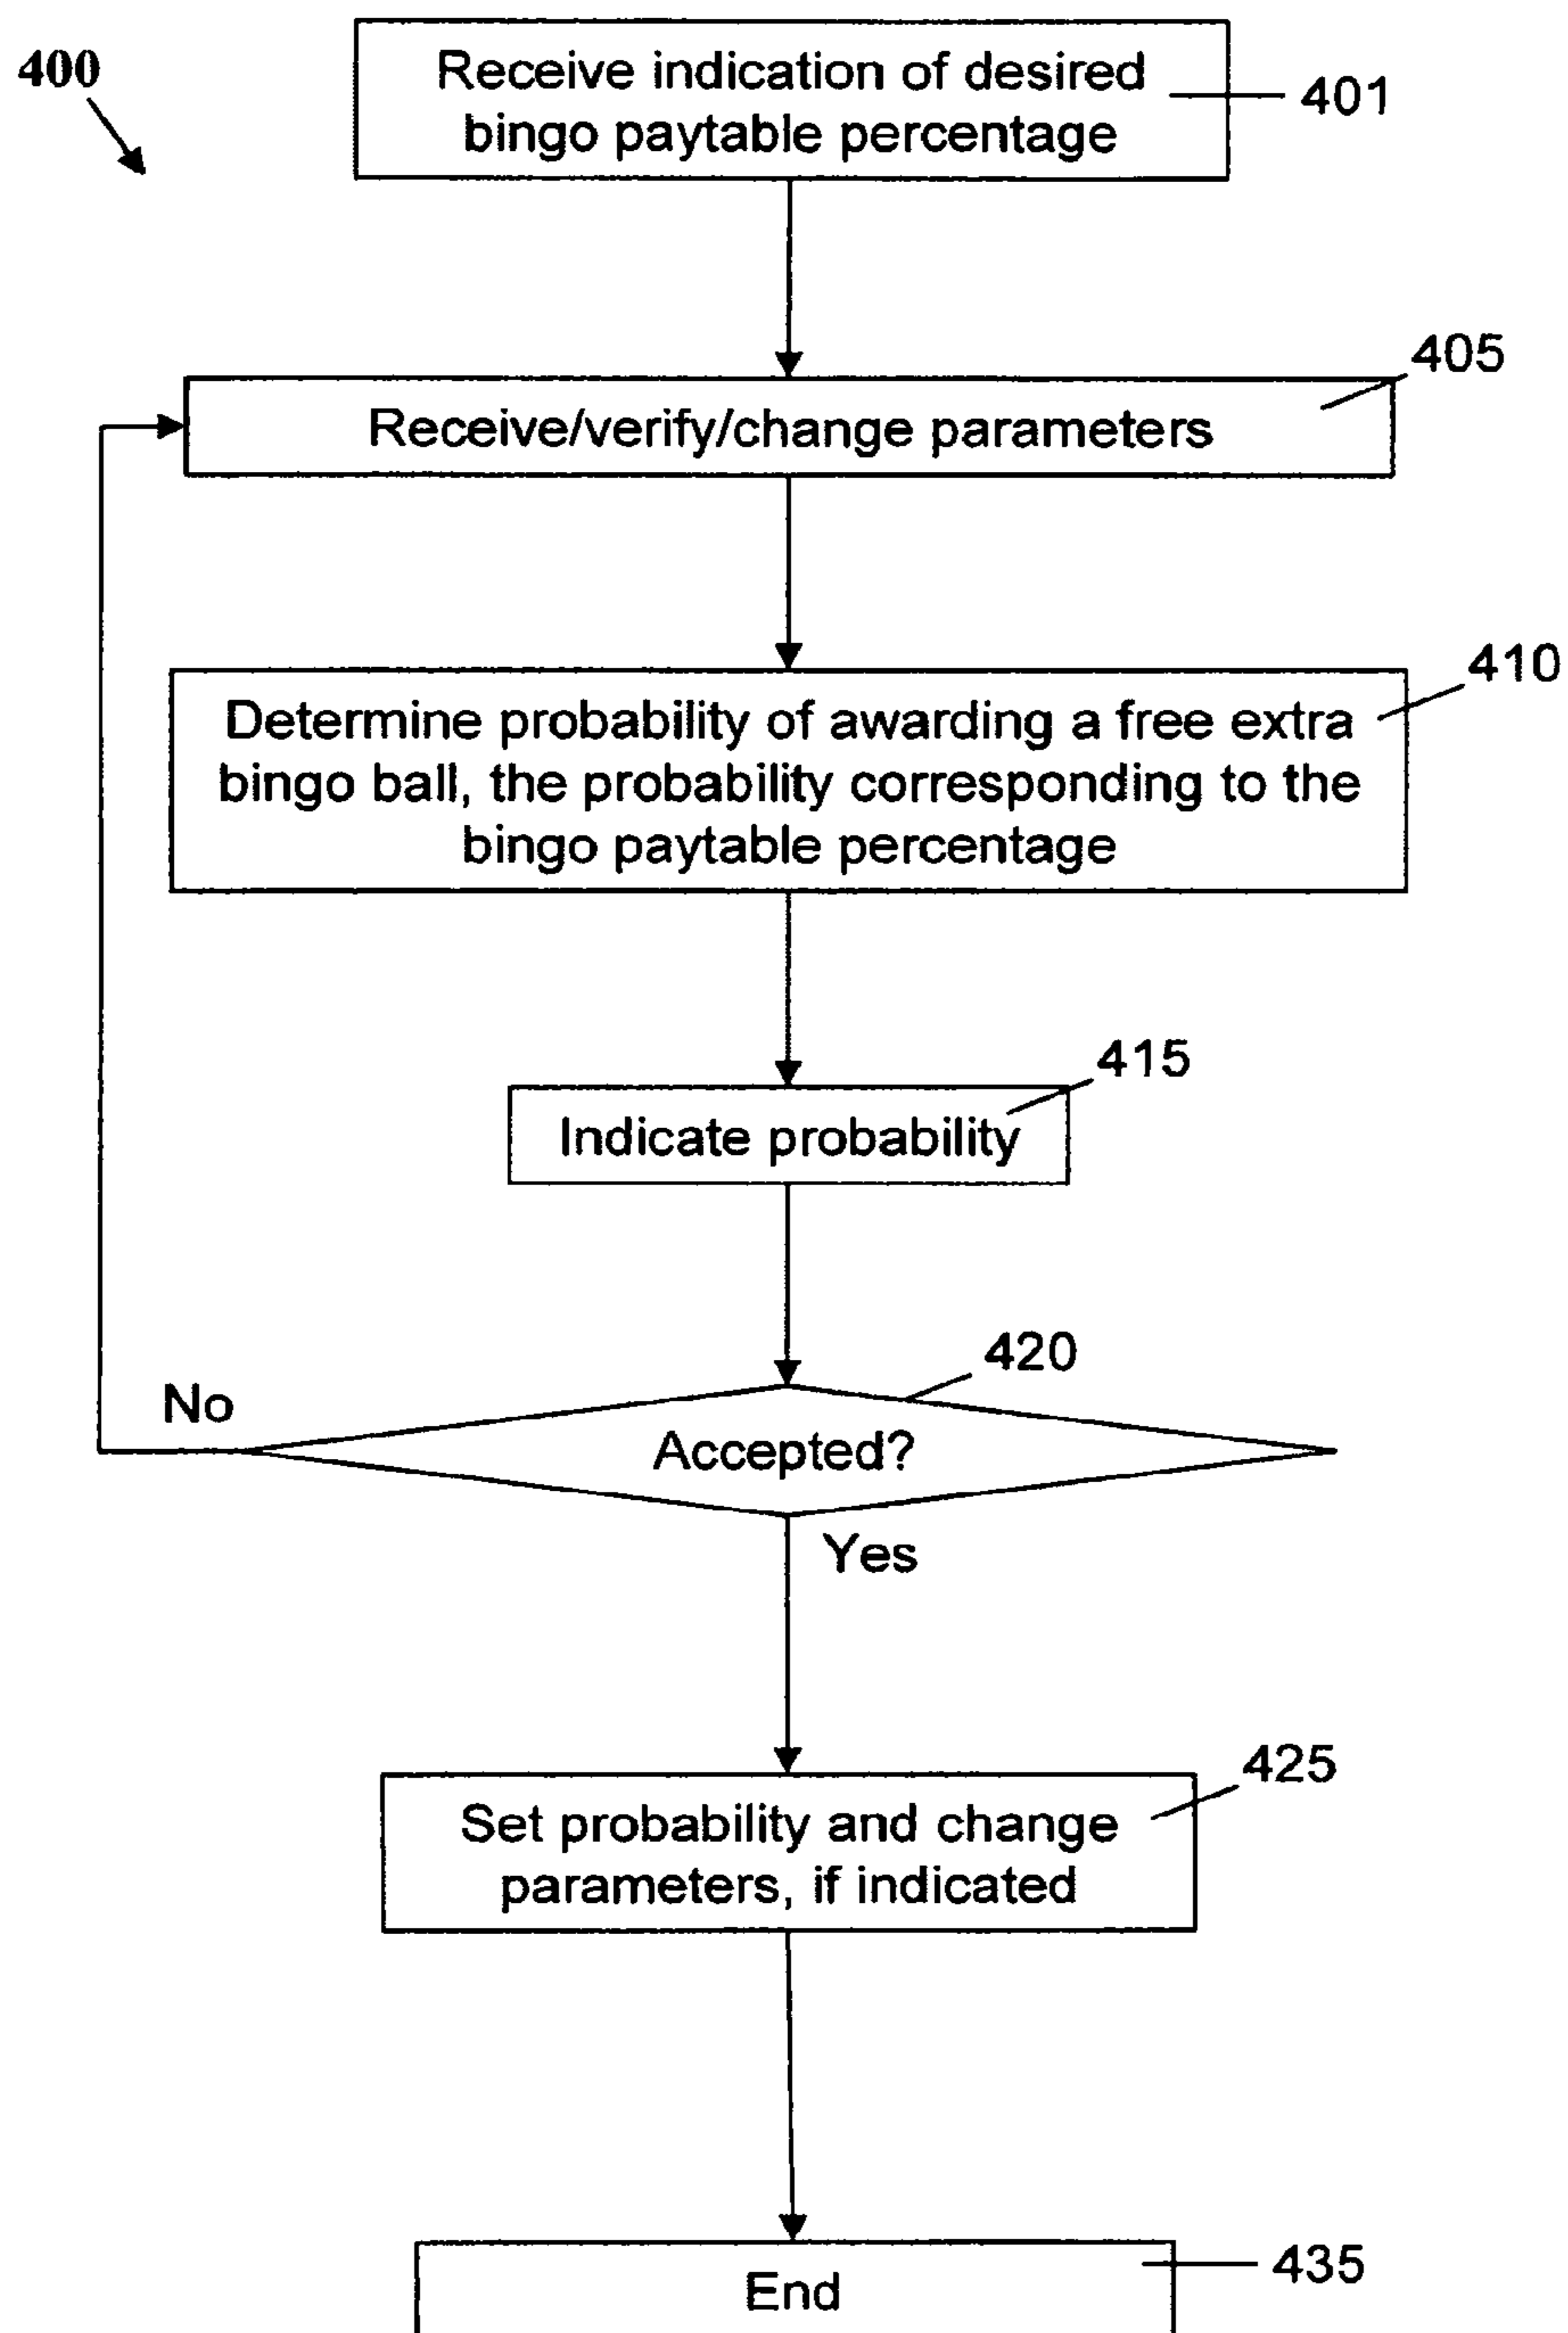 400
Receive indication of desired
bingo paytable percentage
401
405
Receive/verify/change parameters
410
Determine probability of awarding a free extra
bingo ball, the probability corresponding to the
bingo paytable percentage
415
Indicate probability
420
No
Accepted?
Yes
425
Set probability and change
parameters, if indicated
435
End